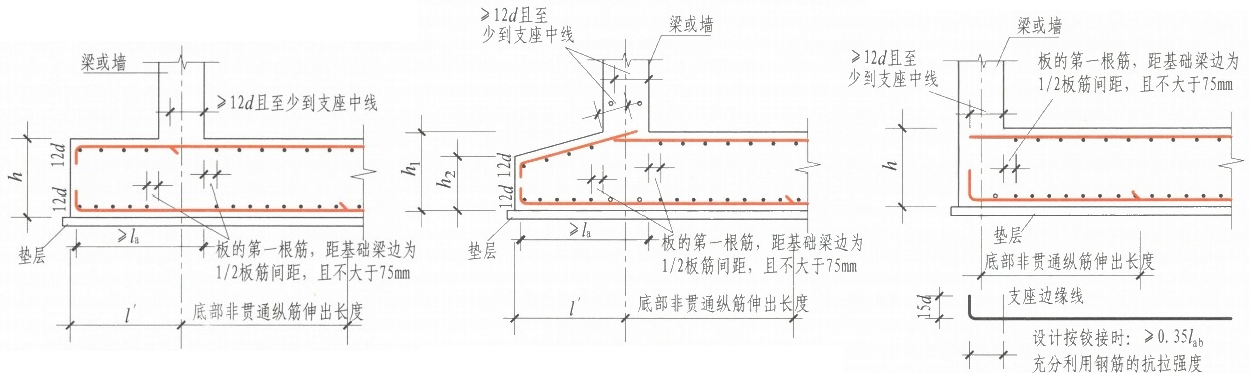 梁或墙
≥12d且至少到支座中线
h
12d
12d
垫层
≥la
板的第一根筋，距基础梁边为
1/2板筋间距，且不大于75mm
l′
底部非贯通纵筋伸出长度
≥12d且至
少到支座中线
梁或墙
h1
h2
12d
12d
垫层
≥la
板的第一根筋，距基础梁边为
1/2板筋间距，且不大于75mm
l′
底部非贯通纵筋伸出长度
梁或墙
≥12d且至
少到支座中线
板的第一根筋，距基础梁边为
1/2板筋间距，且不大于75mm
h
垫层
底部非贯通纵筋伸出长度
支座边缘线
15d
设计按铰接时：≥0.35lab
充分利用钢筋的抗拉强度